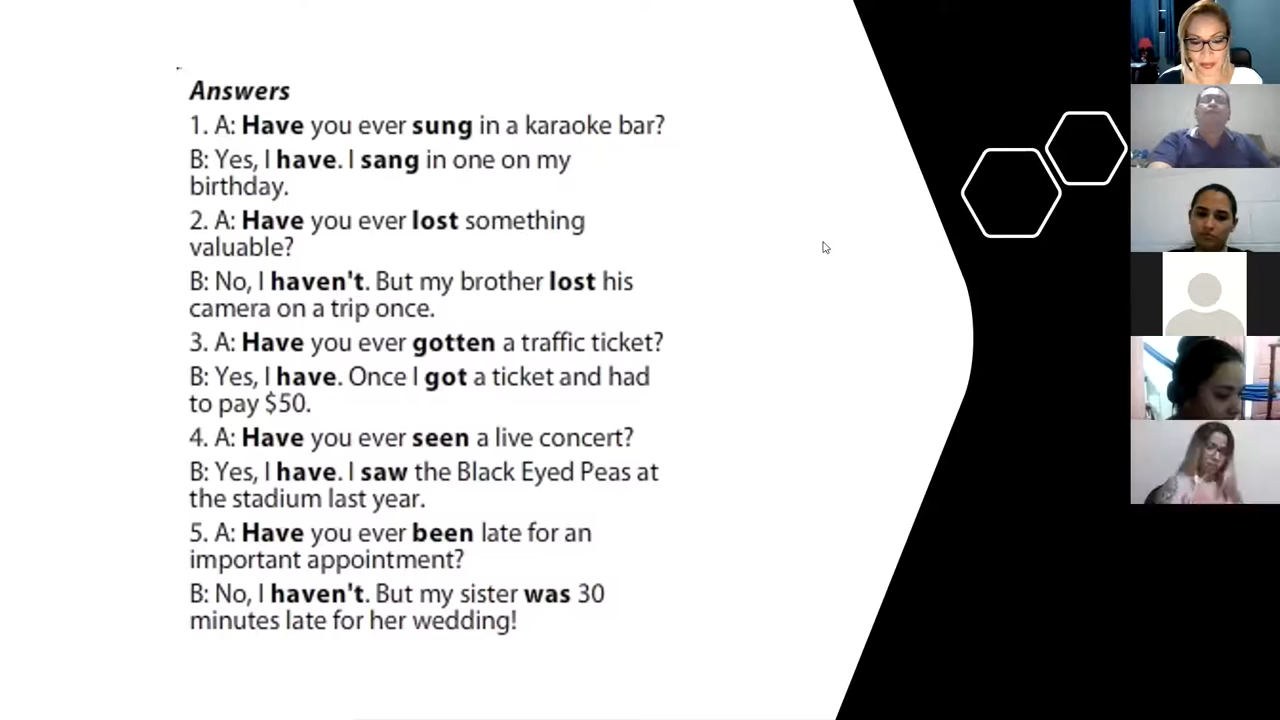 Answers
1. A: Have you ever sung in a karaoke bar?
B: Yes, I have. I sang in one on my
birthday.
2. A: Have you ever lost something
valuable?
B: No, I haven't. But my brother lost his
camera on a trip once.
3. A: Have you ever gotten a traffic ticket?
B: Yes, I have. Once I got a ticket and had
to pay $50.
4. A: Have you ever seen a live concert?
B: Yes, I have. I saw the Black Eyed Peas at
the stadium last year.
5. A: Have you ever been late for an
important appointment?
B: No, I haven't. But my sister was 30
minutes late for her wedding!